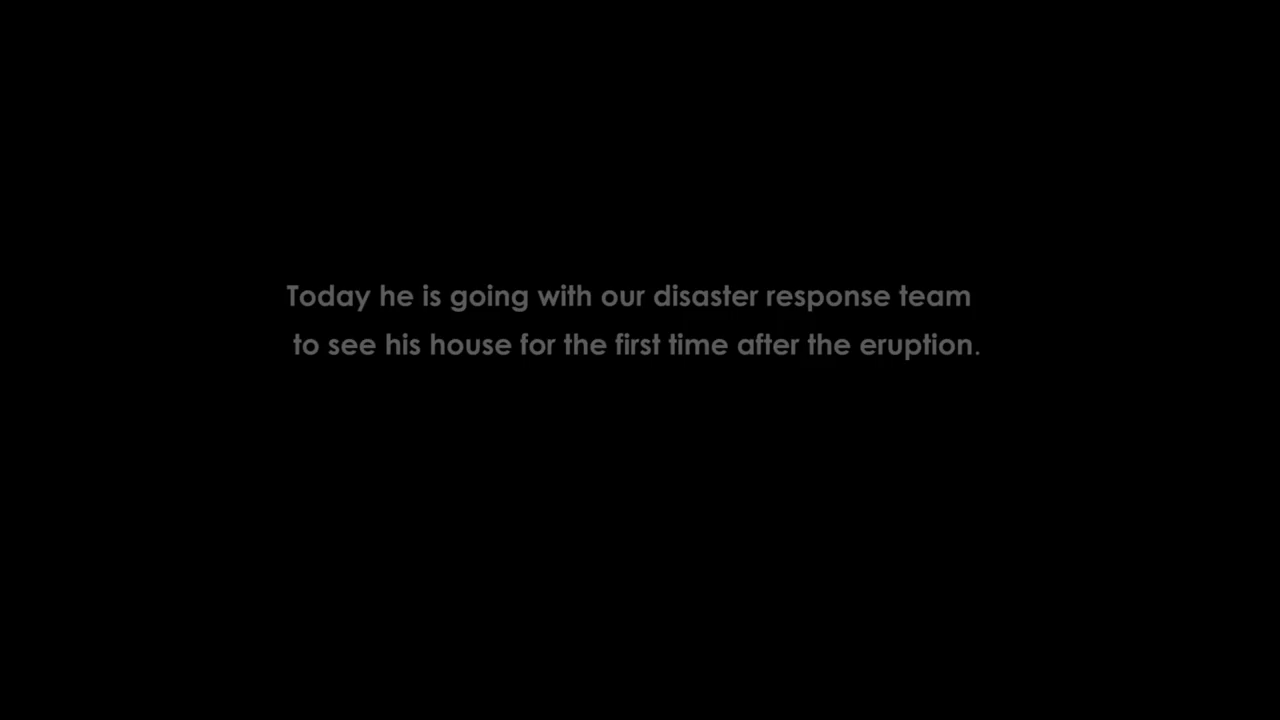 Today he is going with our disaster response team
to see his house for the first time after the eruption.